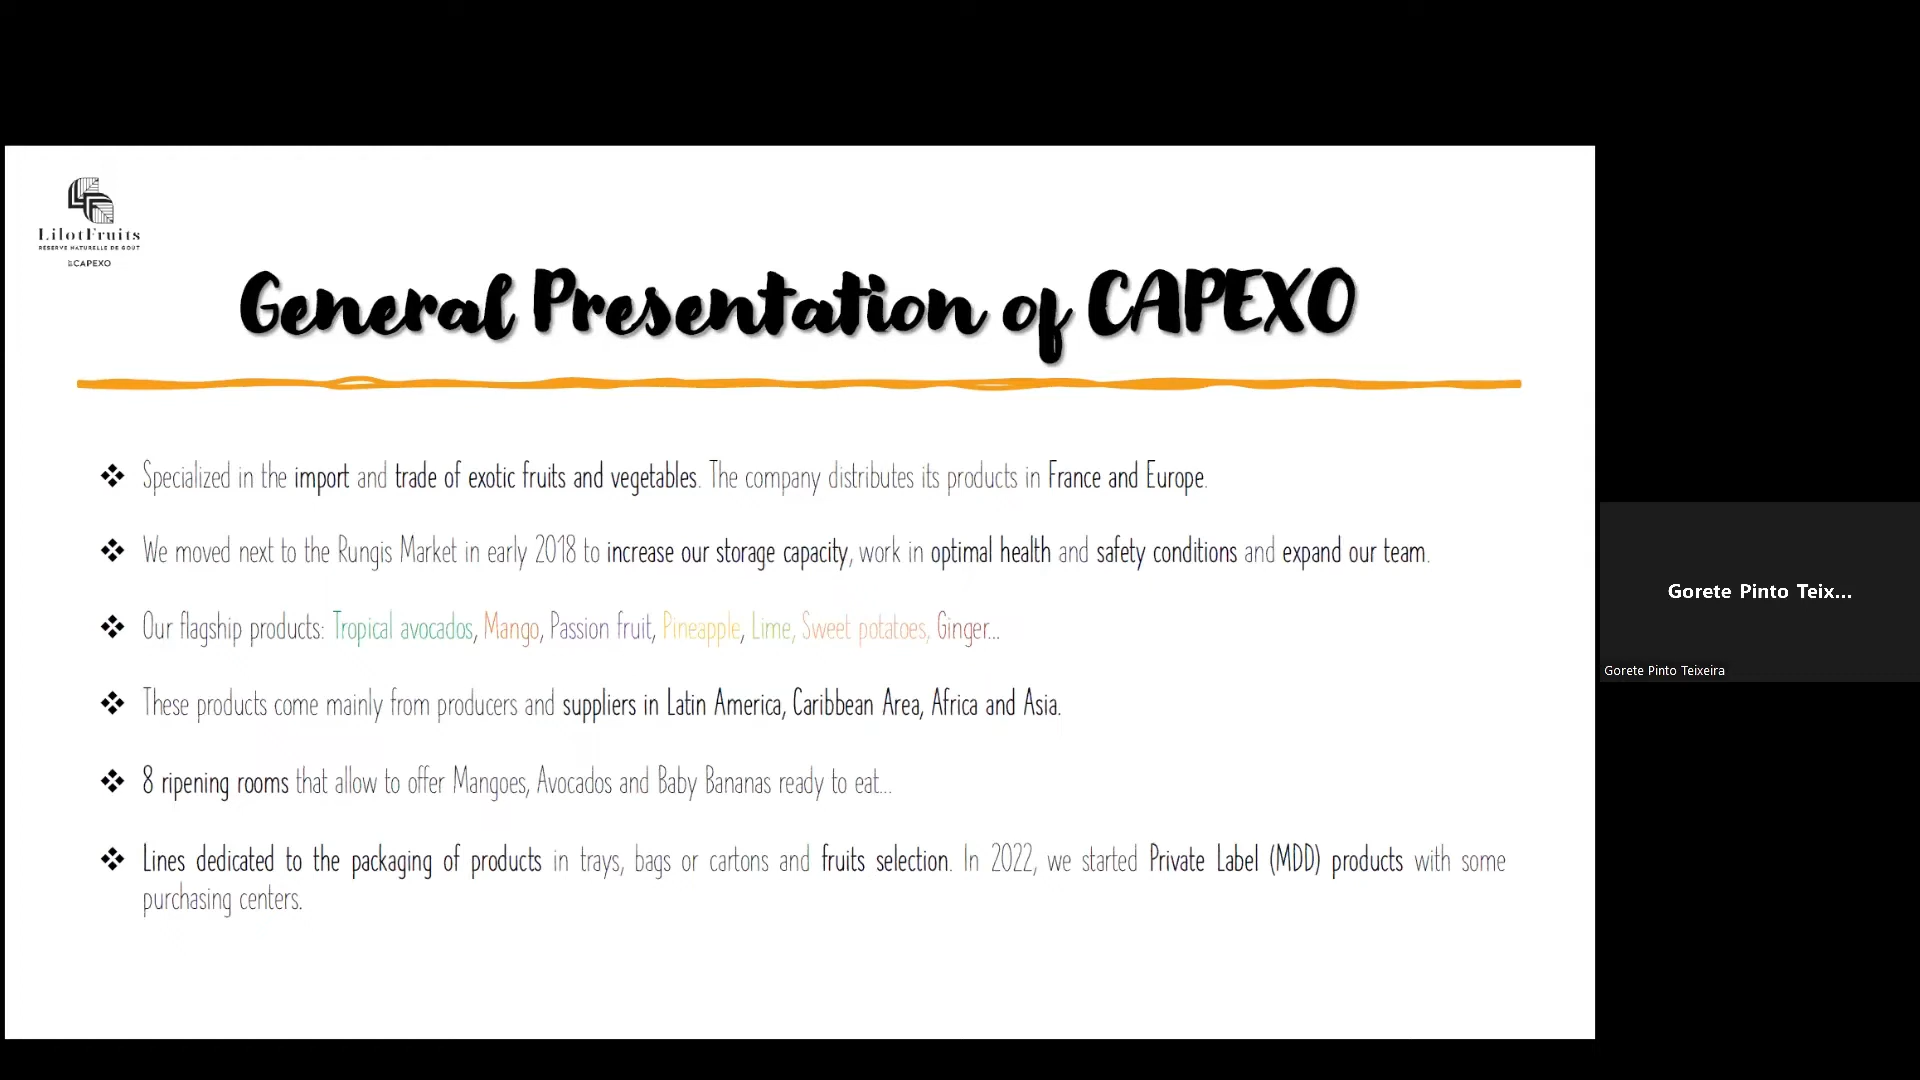 LilotFruits
RÉSERVE NATURELLE DE GOÛT
BY CAPEXO
General Presentation of CAPEXO
❖ Specialized in the import and trade of exotic fruits and vegetables. The company distributes its products in France and Europe.
❖ We moved next to the Rungis Market in early 2018 to increase our storage capacity, work in optimal health and safety conditions and expand our team.
❖ Our flagship products: Tropical avocados, Mango, Passion fruit, Pineapple, Lime, Sweet potatoes, Ginger...
❖ These products come mainly from producers and suppliers in Latin America, Caribbean Area, Africa and Asia.
❖ 8 ripening rooms that allow to offer Mangoes, Avocados and Baby Bananas ready to eat...
❖ Lines dedicated to the packaging of products in trays, bags or cartons and fruits selection. In 2022, we started Private Label (MDD) products with some
purchasing centers.
Gorete Pinto Teix...
Gorete Pinto Teixeira